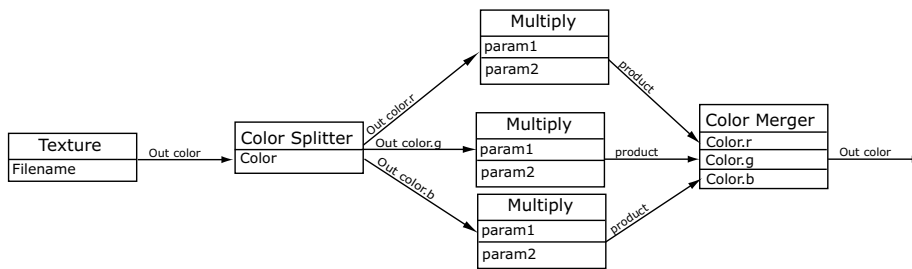 Texture
Filename
Out color
Color Splitter
Color
Out color.r
Out color.g
Out color.b
Multiply
param1
param2
Multiply
param1
param2
Multiply
param1
param2
product
product
product
Color Merger
Color.r
Color.g
Color.b
Out color